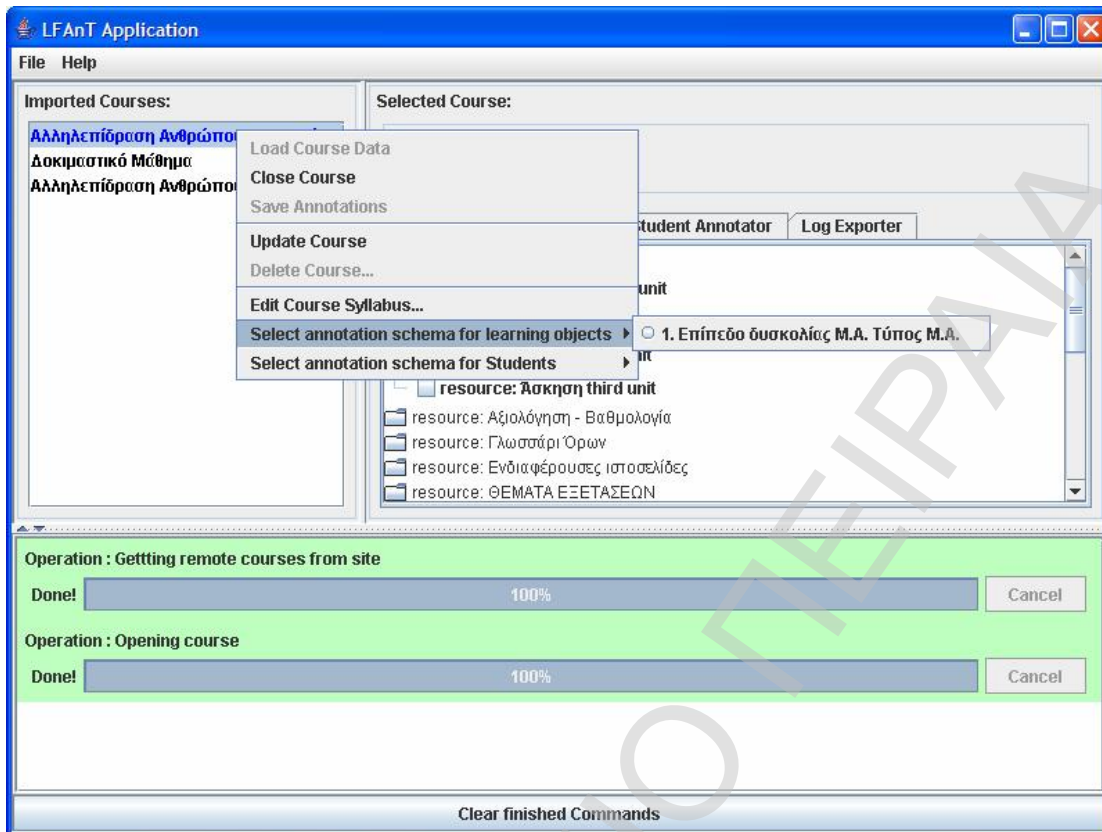 LFAnT Application
File Help
Imported Courses:
Αλληλεπίδραση Ανθρώπου
Δοκιμαστικό Μάθημα
Αλληλεπίδραση Ανθρώπου
Load Course Data
Close Course
Save Annotations
Update Course
Delete Course...
Edit Course Syllabus...
Select annotation schema for learning objects
Select annotation schema for Students
1. Επίπεδο δυσκολίας Μ.Α. Τύπος Μ.Α.
Selected Course:
Student Annotator Log Exporter
unit
resource: Άσκηση third unit
resource: Αξιολόγηση - Βαθμολογία
resource: Γλωσσάρι Όρων
resource: Ενδιαφέρουσες ιστοσελίδες
resource: ΘΕΜΑΤΑ ΕΞΕΤΑΣΕΩΝ
Operation : Gettting remote courses from site
Done! 100% Cancel
Operation : Opening course
Done! 100% Cancel
Clear finished Commands
Ο ΠΕΙΡΑΙΑ